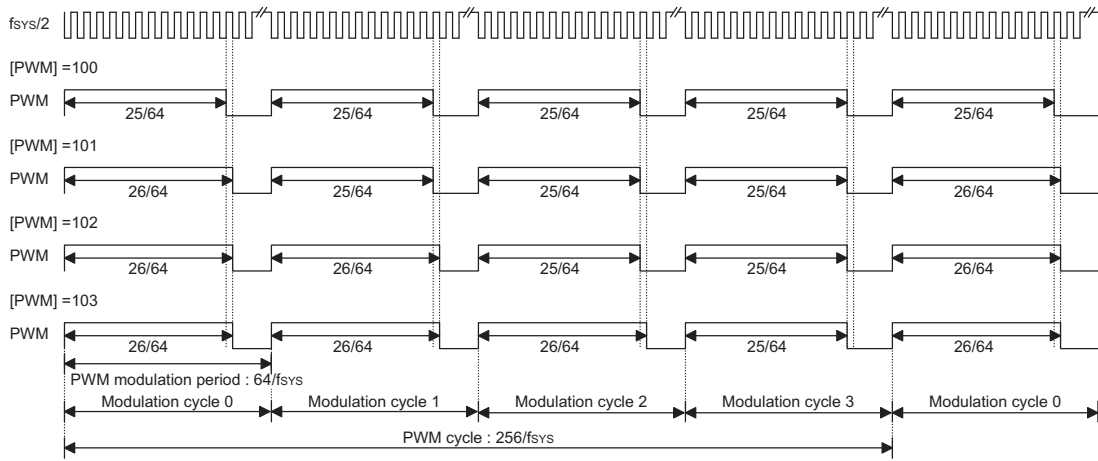 fSYS/2
[PWM] =100
PWM
25/64 25/64 25/64 25/64 25/64
[PWM] =101
PWM
26/64 25/64 25/64 25/64 26/64
[PWM] =102
PWM
26/64 26/64 25/64 25/64 26/64
[PWM] =103
PWM
26/64 26/64 26/64 25/64 26/64
PWM modulation period : 64/fSYS
Modulation cycle 0 Modulation cycle 1 Modulation cycle 2 Modulation cycle 3 Modulation cycle 0
PWM cycle : 256/fSYS